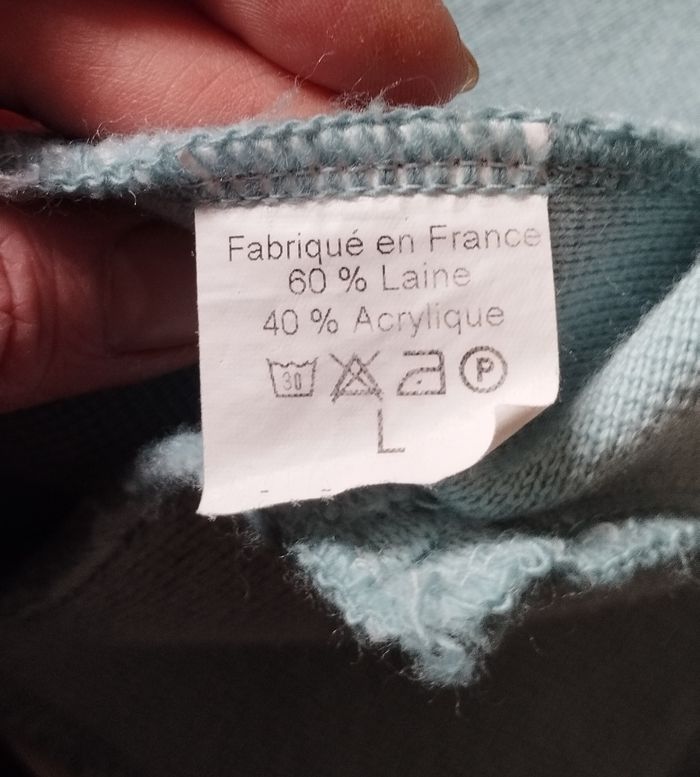 Fabriqué en France
60 % Laine
40 % Acrylique
30 P
L